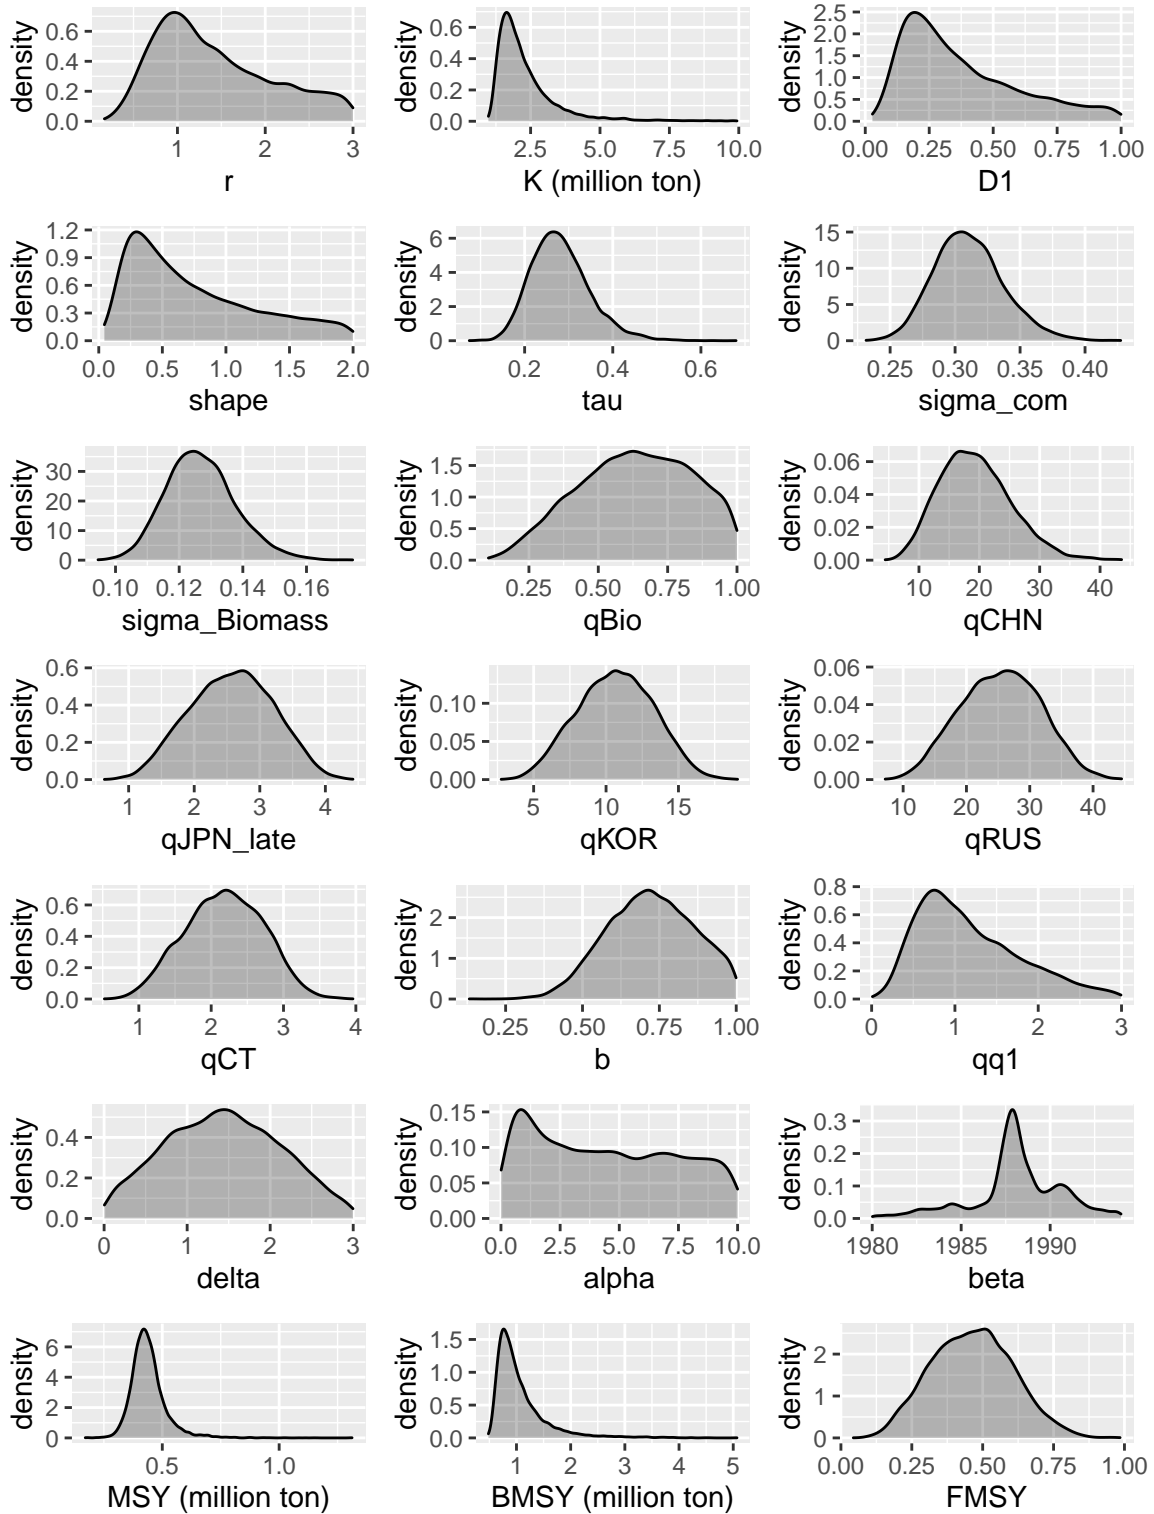 density
0.6
0.4
0.2
0.0
1 2 3
r
density
0.6
0.4
0.2
0.0
2.5 5.0 7.5 10.0
K (million ton)
density
2.5
2.0
1.5
1.0
0.5
0.0
0.00 0.25 0.50 0.75 1.00
D1
density
1.2
0.9
0.6
0.3
0.0
0.0 0.5 1.0 1.5 2.0
shape
density
6
4
2
0
0.2 0.4 0.6
tau
density
15
10
5
0
0.25 0.30 0.35 0.40
sigma_com
density
30
20
10
0
0.10 0.12 0.14 0.16
sigma_Biomass
density
1.5
1.0
0.5
0.0
0.25 0.50 0.75 1.00
qBio
density
0.06
0.04
0.02
0.00
10 20 30 40
qCHN
density
0.6
0.4
0.2
0.0
1 2 3 4
qJPN_late
density
0.10
0.05
0.00
5 10 15
qKOR
density
0.06
0.04
0.02
0.00
10 20 30 40
qRUS
density
0.6
0.4
0.2
0.0
1 2 3 4
qCT
density
2
1
0
0.25 0.50 0.75 1.00
b
density
0.8
0.6
0.4
0.2
0.0
0 1 2 3
qq1
density
0.4
0.2
0.0
0 1 2 3
delta
density
0.15
0.10
0.05
0.00
0.0 2.5 5.0 7.5 10.0
alpha
density
0.3
0.2
0.1
0.0
1980 1985 1990
beta
density
6
4
2
0
0.5 1.0
MSY (million ton)
density
1.5
1.0
0.5
0.0
1 2 3 4 5
BMSY (million ton)
density
2
1
0
0.00 0.25 0.50 0.75 1.00
FMSY